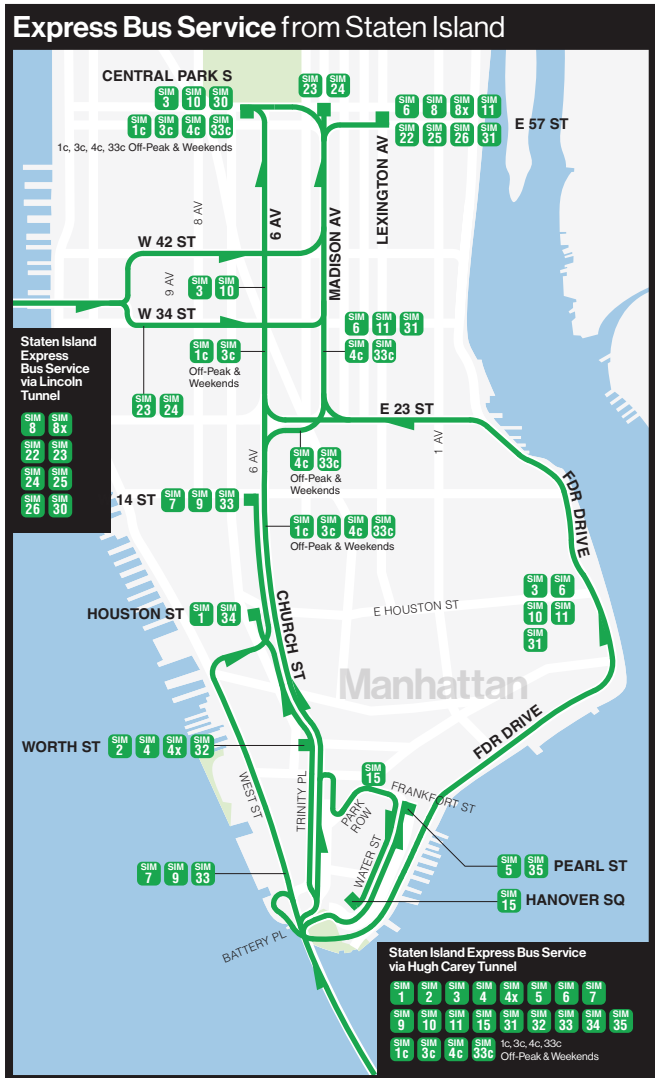 Express Bus Service from Staten Island
CENTRAL PARK S
SIM 3 SIM 10 SIM 30
SIM 1c SIM 3c SIM 4c SIM 33c
1c, 3c, 4c, 33c Off-Peak & Weekends
SIM 23 SIM 24
SIM 6 SIM 8 SIM 8x SIM 11
SIM 22 SIM 25 SIM 26 SIM 31
E 57 ST
LEXINGTON AV
MADISON AV
6 AV
8 AV
W 42 ST
9 AV
SIM 3 SIM 10
W 34 ST
SIM 6 SIM 11 SIM 31
SIM 4c SIM 33c
SIM 1c SIM 3c
Off-Peak &
Weekends
Staten Island
Express
Bus Service
via Lincoln
Tunnel
SIM 8 SIM 8x
SIM 22 SIM 23
SIM 24 SIM 25
SIM 26 SIM 30
SIM 23 SIM 24
E 23 ST
1 AV
6 AV
SIM 4c SIM 33c
Off-Peak &
Weekends
FDR DRIVE
14 ST
SIM 7 SIM 9 SIM 33
SIM 1c SIM 3c SIM 4c SIM 33c
Off-Peak & Weekends
SIM 3 SIM 6
SIM 10 SIM 11
SIM 31
HOUSTON ST
SIM 1 SIM 34
CHURCH ST
E HOUSTON ST
Manhattan
FDR DRIVE
WORTH ST
SIM 2 SIM 4 SIM 4x SIM 32
WEST ST
TRINITY PL
SIM 15
PARK
ROW
FRANKFORT ST
WATER ST
SIM 7 SIM 9 SIM 33
SIM 5 SIM 35
PEARL ST
SIM 15
HANOVER SQ
BATTERY PL
Staten Island Express Bus Service
via Hugh Carey Tunnel
SIM 1 SIM 2 SIM 3 SIM 4 SIM 4x SIM 5 SIM 6 SIM 7
SIM 9 SIM 10 SIM 11 SIM 15 SIM 31 SIM 32 SIM 33 SIM 34 SIM 35
SIM 1c SIM 3c SIM 4c SIM 33c
1c, 3c, 4c, 33c
Off-Peak & Weekends